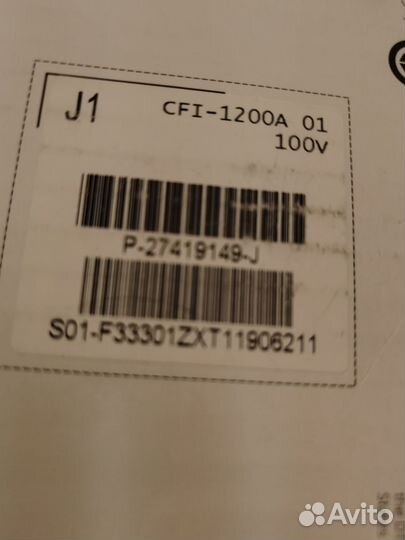 J1
CFI-1200A 01
100V
P-27419149-J
S01-F33301ZXT11906211
Avito